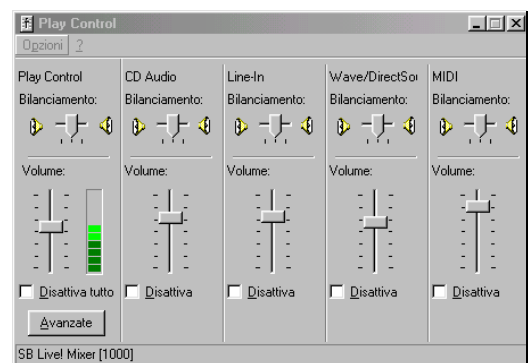 Play Control
Opzioni ?
Play Control
CD Audio
Line-In
Wave/DirectSou
MIDI
Bilanciamento:
Bilanciamento:
Bilanciamento:
Bilanciamento:
Bilanciamento:
Volume:
Volume:
Volume:
Volume:
Volume:
Disattiva tutto
Disattiva
Disattiva
Disattiva
Disattiva
Avanzate
SB Live! Mixer [1000]